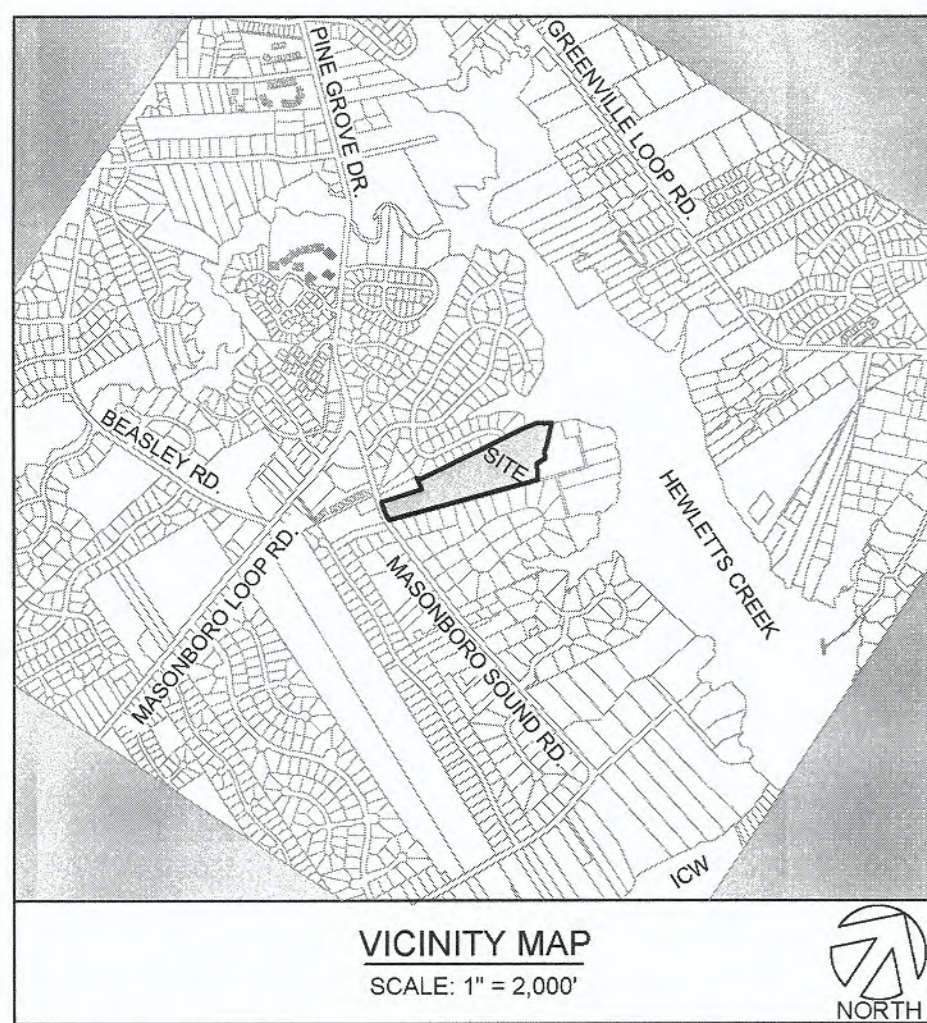 PINE GROVE DR.
GREENVILLE LOOP RD.
BEASLEY RD.
SITE
HEWLETTS CREEK
MASONBORO LOOP RD.
MASONBORO SOUND RD.
ICW
VICINITY MAP
SCALE: 1" = 2,000'
NORTH